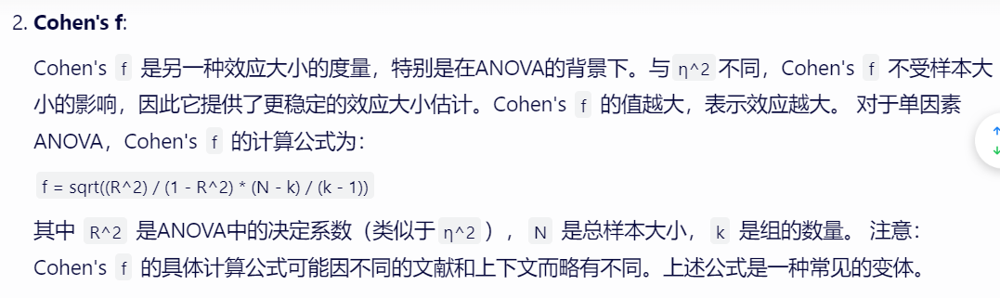 2. Cohen's f:
Cohen's f 是另一种效应大小的度量，特别是在ANOVA的背景下。与 η^2 不同，Cohen's f 不受样本大
小的影响，因此它提供了更稳定的效应大小估计。Cohen's f 的值越大，表示效应越大。 对于单因素
ANOVA，Cohen's f 的计算公式为：
f = sqrt((R^2) / (1 - R^2) * (N - k) / (k - 1))
其中 R^2 是ANOVA中的决定系数（类似于 η^2 ），N 是总样本大小，k 是组的数量。 注意：
Cohen's f 的具体计算公式可能因不同的文献和上下文而略有不同。上述公式是一种常见的变体。